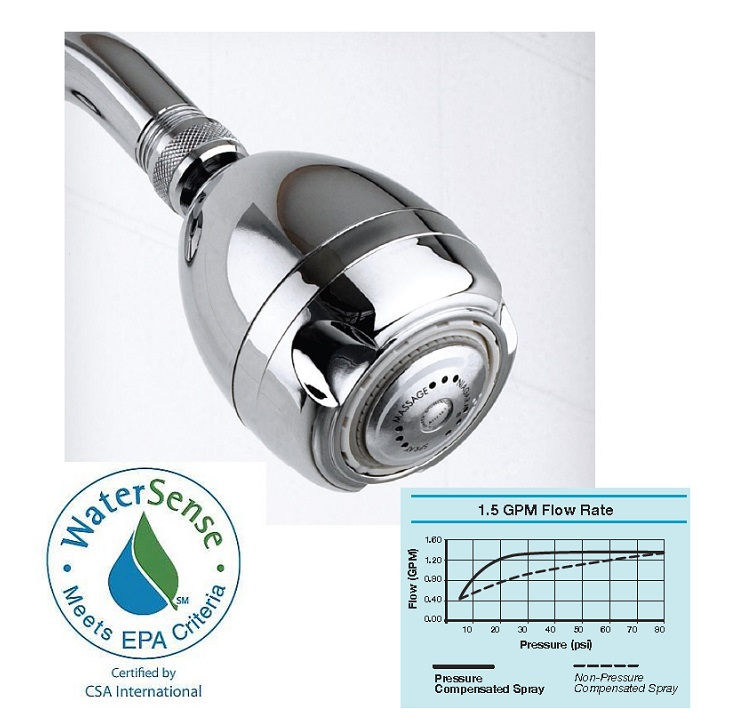 MASSAGE
SPRAY
WaterSense
SM
Meets EPA Criteria
Certified by
CSA International
1.5 GPM Flow Rate
Flow (GPM)
1.60
1.20
0.80
0.40
0.00
10 20 30 40 50 60 70 80
Pressure (psi)
Pressure
Compensated Spray
Non-Pressure
Compensated Spray